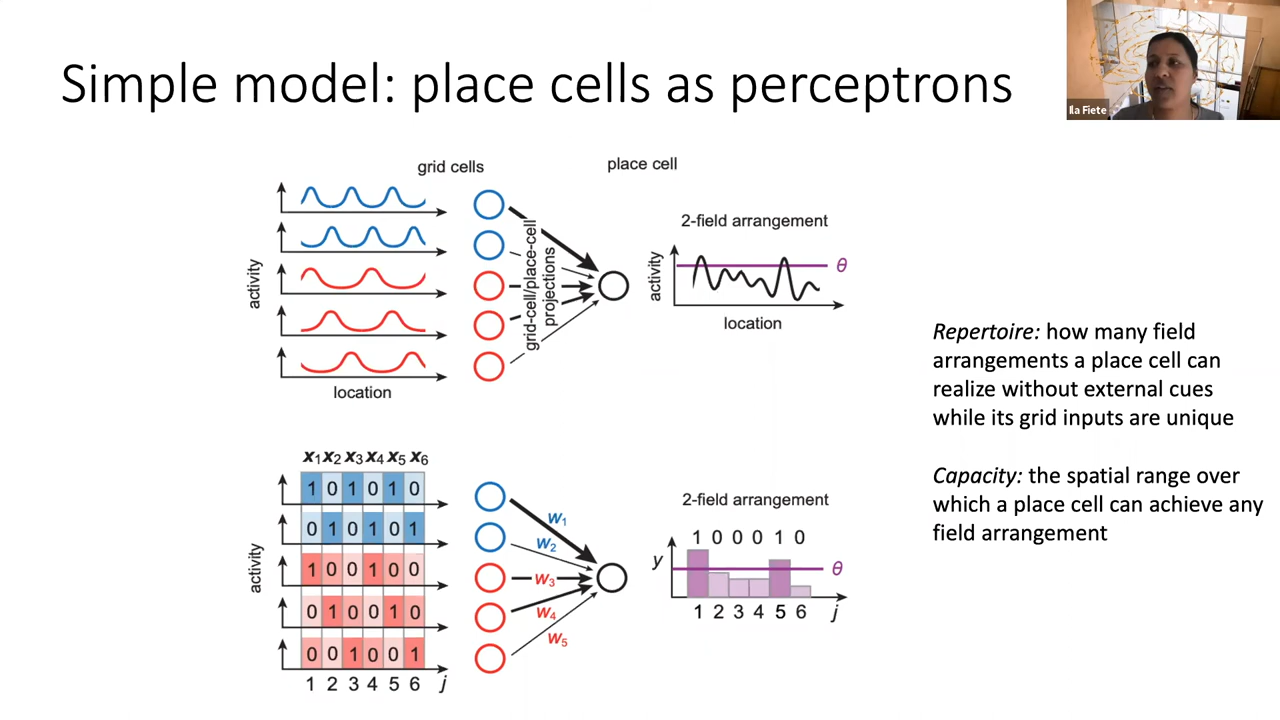 Simple model: place cells as perceptrons
Ila Fiete
grid cells
place cell
activity
location
grid-cell/place-cell
projections
2-field arrangement
activity
θ
location
Repertoire: how many field
arrangements a place cell can
realize without external cues
while its grid inputs are unique
Capacity: the spatial range over
which a place cell can achieve any
field arrangement
x1 x2 x3 x4 x5 x6
activity
1 0 1 0 1 0
0 1 0 1 0 1
1 0 0 1 0 0
0 1 0 0 1 0
0 0 1 0 0 1
1 2 3 4 5 6 j
w1
w2
w3
w4
w5
2-field arrangement
1 0 0 0 1 0
y
θ
1 2 3 4 5 6 j